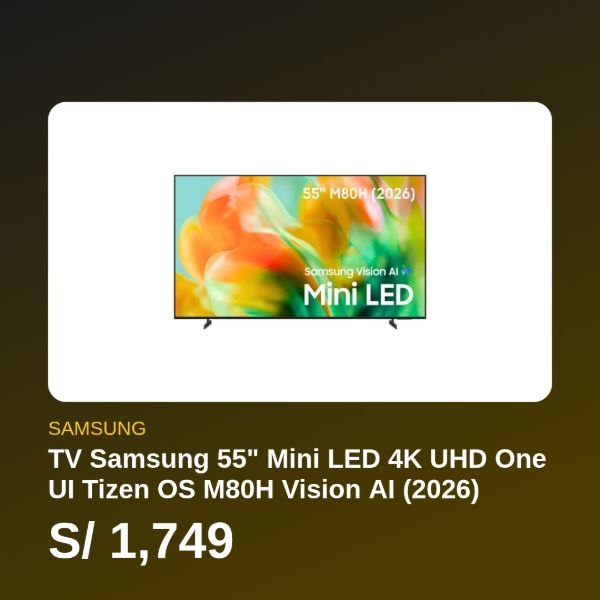 55" M80H (2026)
Samsung Vision AI
Mini LED
SAMSUNG
TV Samsung 55" Mini LED 4K UHD One
UI Tizen OS M80H Vision AI (2026)
S/ 1,749